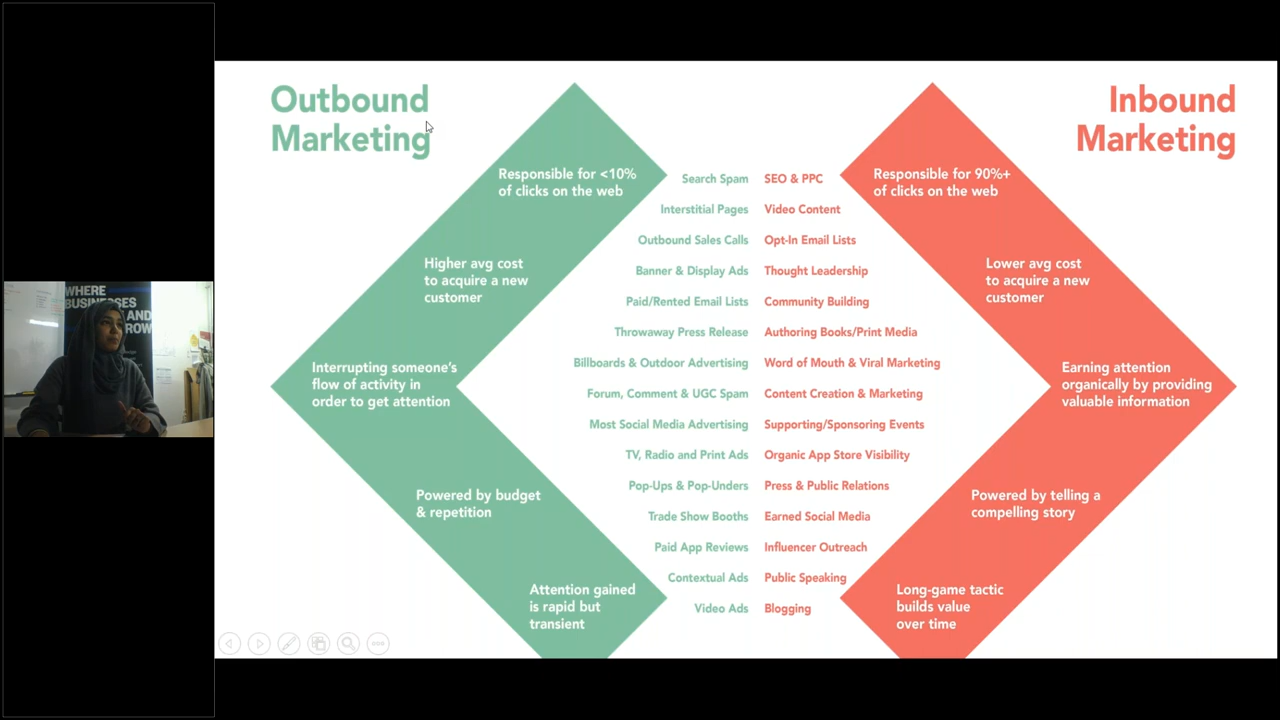 Outbound
Marketing
Inbound
Marketing
Responsible for <10%
of clicks on the web
Higher avg cost
to acquire a new
customer
Interrupting someone's
flow of activity in
order to get attention
Powered by budget
& repetition
Attention gained
is rapid but
transient
Search Spam SEO & PPC
Interstitial Pages Video Content
Outbound Sales Calls Opt-In Email Lists
Banner & Display Ads Thought Leadership
Paid/Rented Email Lists Community Building
Throwaway Press Release Authoring Books/Print Media
Billboards & Outdoor Advertising Word of Mouth & Viral Marketing
Forum, Comment & UGC Spam Content Creation & Marketing
Most Social Media Advertising Supporting/Sponsoring Events
TV, Radio and Print Ads Organic App Store Visibility
Pop-Ups & Pop-Unders Press & Public Relations
Trade Show Booths Earned Social Media
Paid App Reviews Influencer Outreach
Contextual Ads Public Speaking
Video Ads Blogging
Responsible for 90%+
of clicks on the web
Lower avg cost
to acquire a new
customer
Earning attention
organically by providing
valuable information
Powered by telling a
compelling story
Long-game tactic
builds value
over time
WHERE
BUSINESSES
AND
ROW